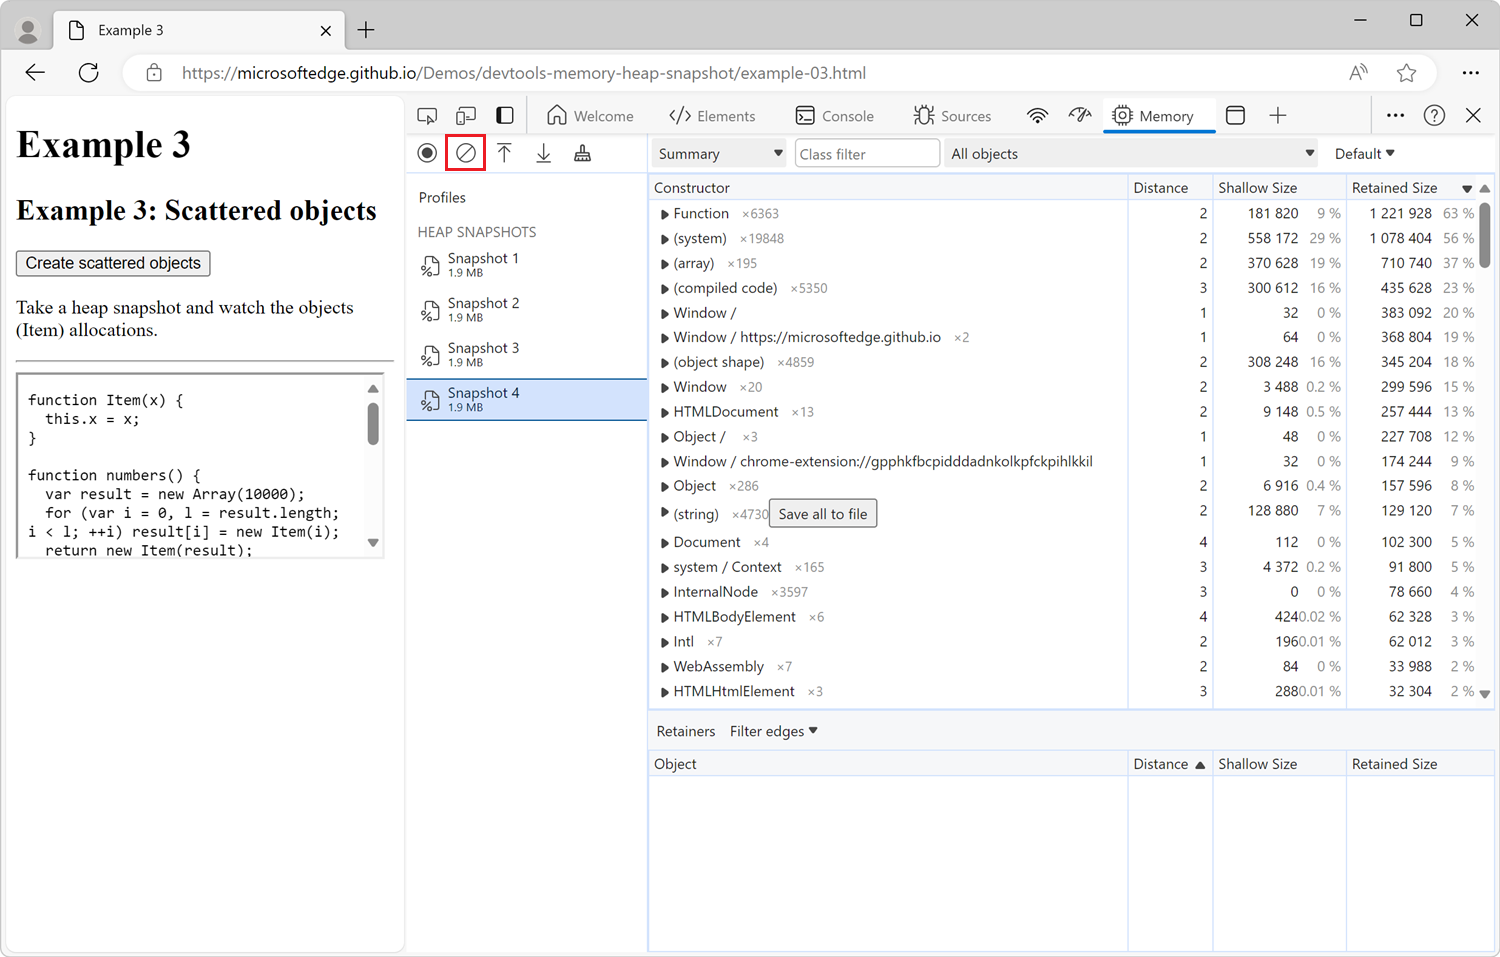 Example 3
https://microsoftedge.github.io/Demos/devtools-memory-heap-snapshot/example-03.html
Example 3
Example 3: Scattered objects
Create scattered objects
Take a heap snapshot and watch the objects
(Item) allocations.
function Item(x) {
this.x = x;
}
function numbers() {
var result = new Array(10000);
for (var i = 0, l = result.length;
i < l; ++i) result[i] = new Item(i);
return new Item(result);
Welcome Elements Console Sources Memory
Profiles
HEAP SNAPSHOTS
Snapshot 1
1.9 MB
Snapshot 2
1.9 MB
Snapshot 3
1.9 MB
Snapshot 4
1.9 MB
Summary Class filter All objects Default
Constructor Distance Shallow Size Retained Size
Function ×6363 2 181 820 9 % 1 221 928 63 %
(system) ×19848 2 558 172 29 % 1 078 404 56 %
(array) ×195 2 370 628 19 % 710 740 37 %
(compiled code) ×5350 3 300 612 16 % 435 628 23 %
Window / 1 32 0 % 383 092 20 %
Window / https://microsoftedge.github.io ×2 1 64 0 % 368 804 19 %
(object shape) ×4859 2 308 248 16 % 345 204 18 %
Window ×20 2 3 488 0.2 % 299 596 15 %
HTMLDocument ×13 2 9 148 0.5 % 257 444 13 %
Object / ×3 1 48 0 % 227 708 12 %
Window / chrome-extension://gpphkfbcpidddadnkolkpfckpihlkkil 1 32 0 % 174 244 9 %
Object ×286 2 6 916 0.4 % 157 596 8 %
(string) ×4730 Save all to file 2 128 880 7 % 129 120 7 %
Document ×4 4 112 0 % 102 300 5 %
system / Context ×165 3 4 372 0.2 % 91 800 5 %
InternalNode ×3597 3 0 0 % 78 660 4 %
HTMLBodyElement ×6 4 424 0.02 % 62 328 3 %
Intl ×7 2 196 0.01 % 62 012 3 %
WebAssembly ×7 2 84 0 % 33 988 2 %
HTMLHtmlElement ×3 3 288 0.01 % 32 304 2 %
Retainers Filter edges
Object Distance Shallow Size Retained Size